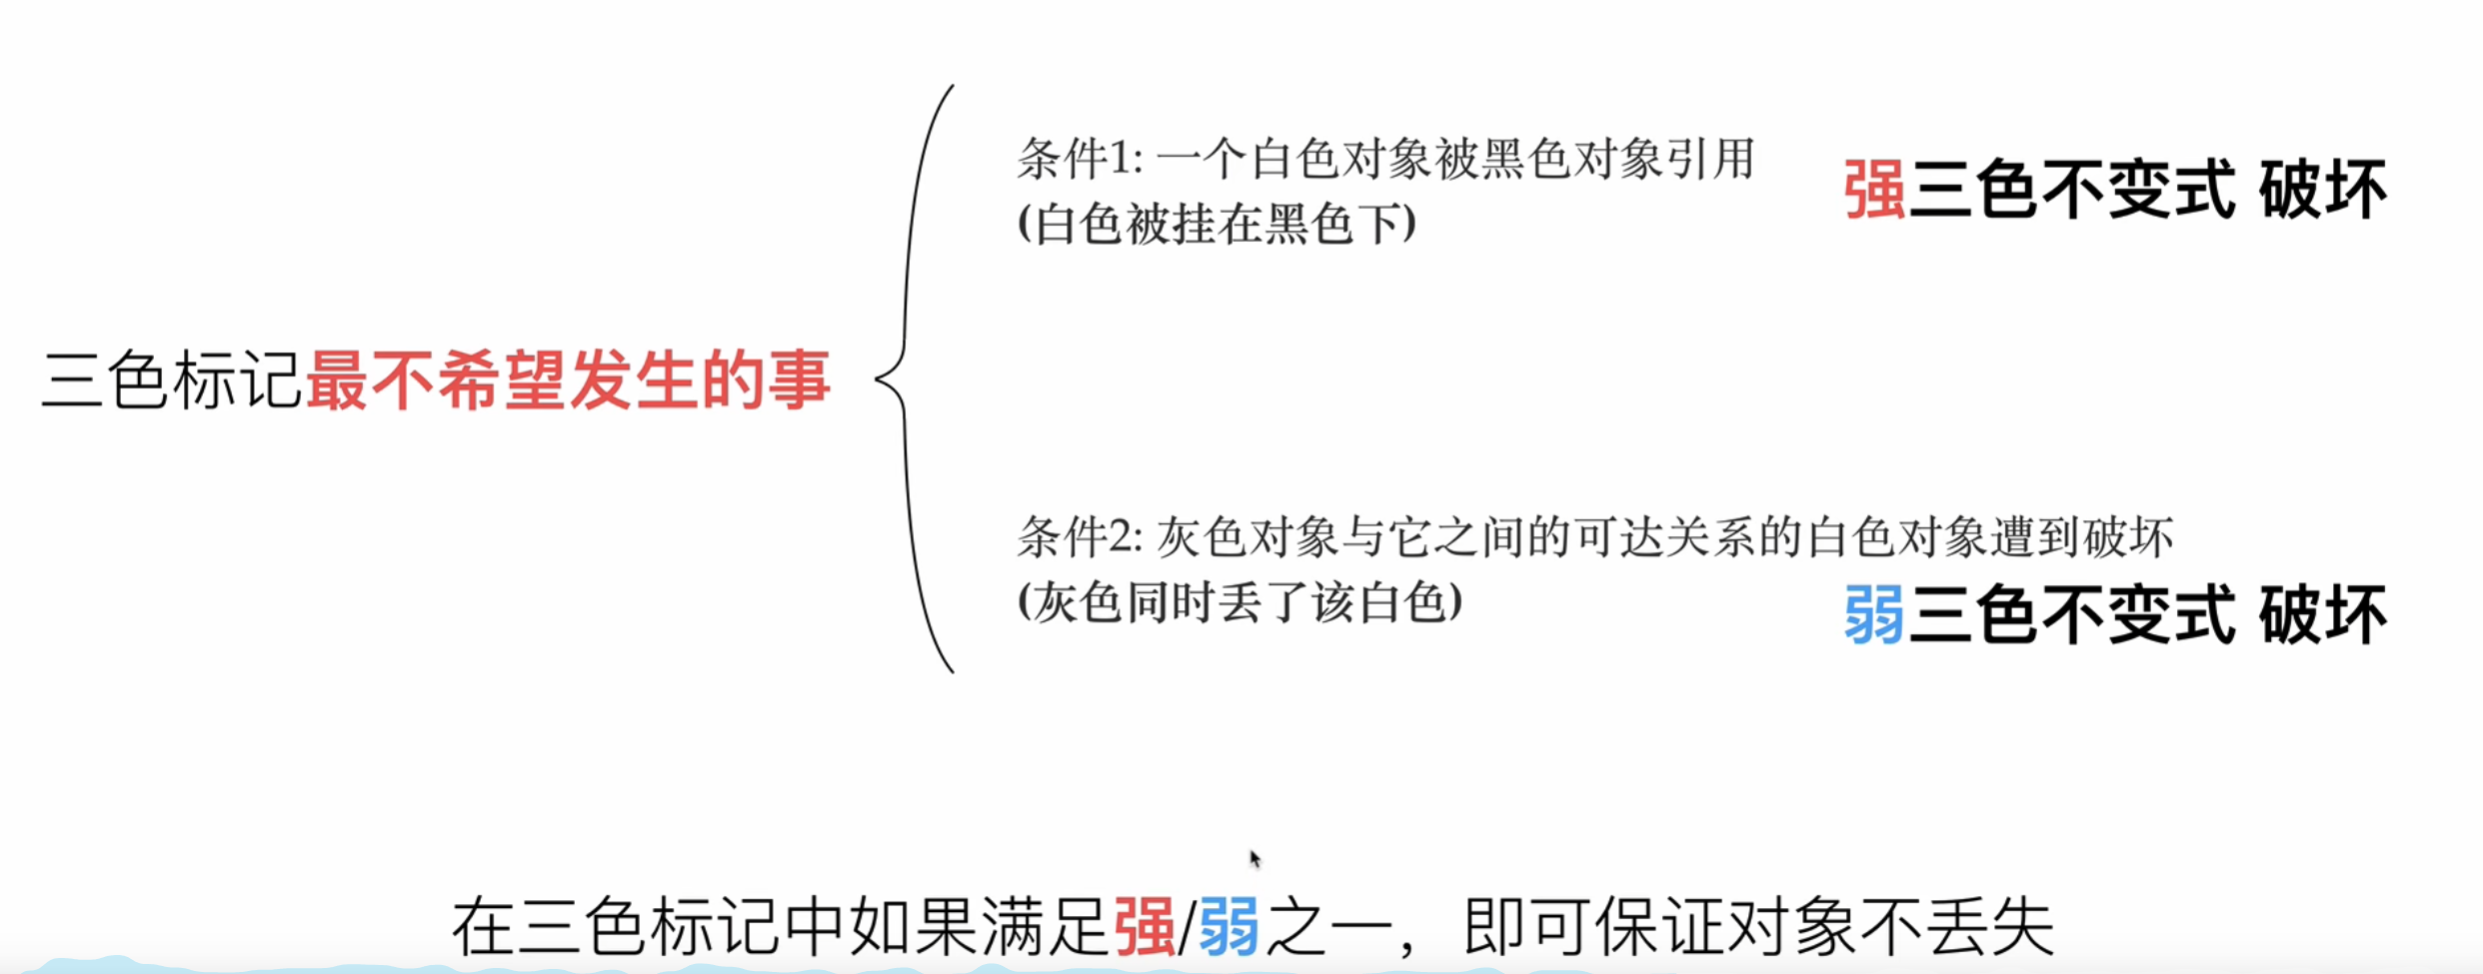 条件1: 一个白色对象被黑色对象引用
(白色被挂在黑色下)
强三色不变式 破坏
三色标记最不希望发生的事
条件2: 灰色对象与它之间的可达关系的白色对象遭到破坏
(灰色同时丢了该白色)
弱三色不变式 破坏
在三色标记中如果满足强/弱之一，即可保证对象不丢失